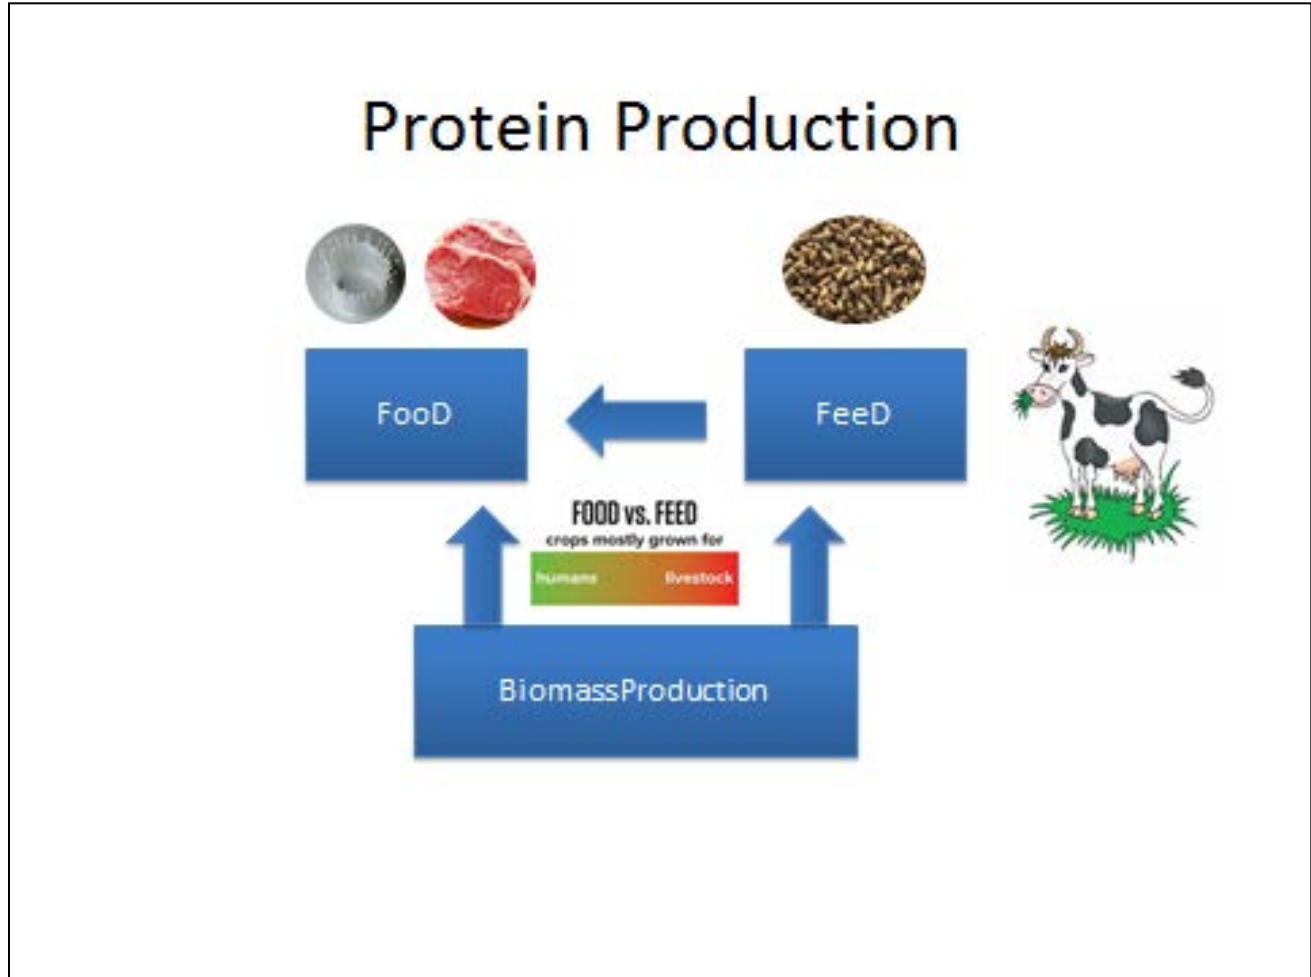 Protein Production
FooD
FeeD
FOOD vs. FEED
crops mostly grown for
humans livestock
BiomassProduction